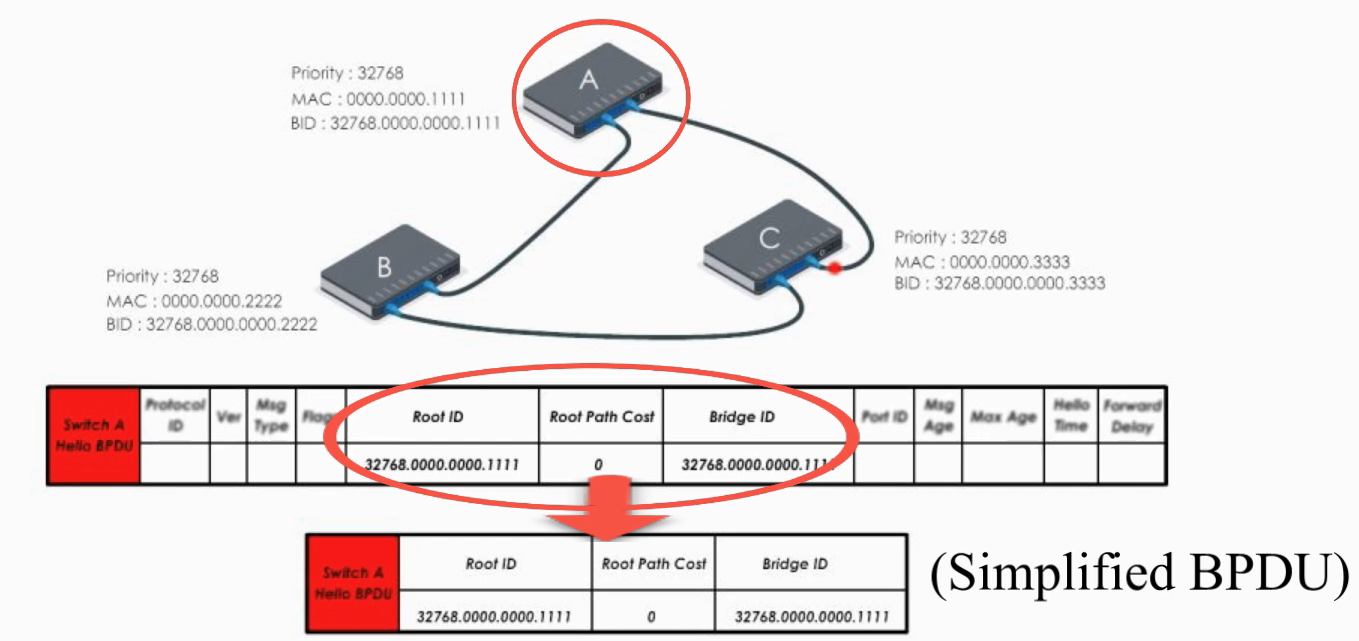 A
Priority : 32768
MAC : 0000.0000.1111
BID : 32768.0000.0000.1111
B
Priority : 32768
MAC : 0000.0000.2222
BID : 32768.0000.0000.2222
C
Priority : 32768
MAC : 0000.0000.3333
BID : 32768.0000.0000.3333
Switch A
Hello BPDU
Protocol
ID
Ver
Msg
Type
Flags
Root ID
Root Path Cost
Bridge ID
Port ID
Msg
Age
Max Age
Hello
Time
Forward
Delay
32768.0000.0000.1111
0
32768.0000.0000.1111
Switch A
Hello BPDU
Root ID
Root Path Cost
Bridge ID
32768.0000.0000.1111
0
32768.0000.0000.1111
(Simplified BPDU)